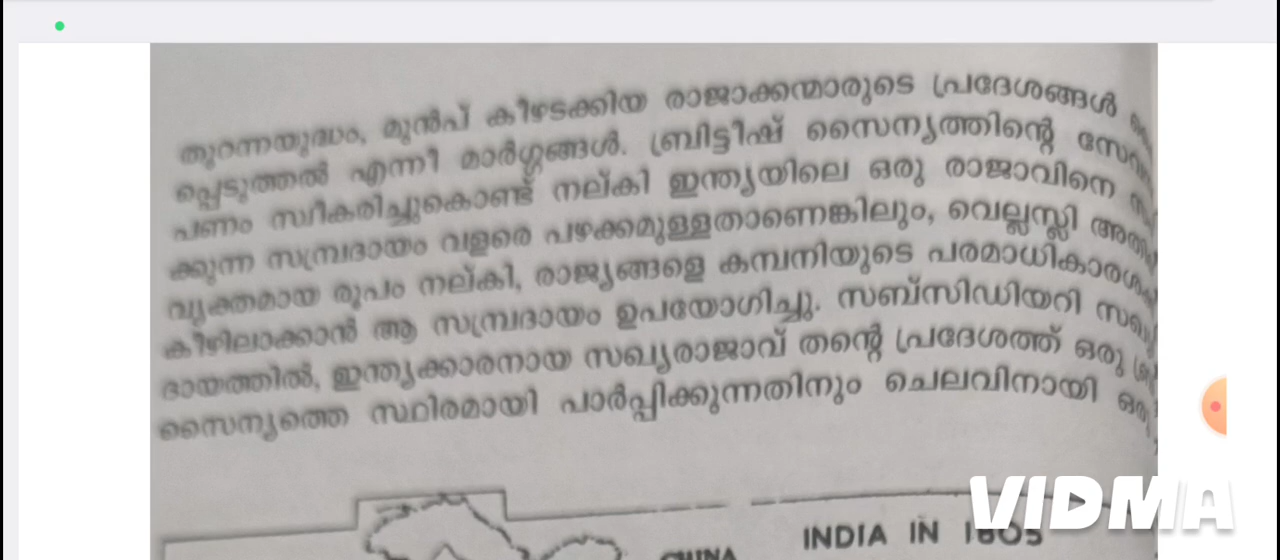 തുറന്നയുദ്ധം, മുൻപ് കീഴടക്കിയ രാജാക്കന്മാരുടെ പ്രദേശങ്ങൾ
പ്പെടുത്തൽ എന്നീ മാർഗ്ഗങ്ങൾ. ബ്രിട്ടീഷ് സൈന്യത്തിന്റെ
പണം സ്വീകരിച്ചുകൊണ്ട് നല്കി ഇന്ത്യയിലെ ഒരു രാജാവിനെ
ക്കുന്ന സമ്പ്രദായം വളരെ പഴക്കമുള്ളതാണെങ്കിലും, വെല്ലസ്ലി
വ്യക്തമായ രൂപം നല്കി, രാജ്യങ്ങളെ കമ്പനിയുടെ
കീഴിലാക്കാൻ ആ സമ്പ്രദായം ഉപയോഗിച്ചു. സബ്സിഡിയറി
ദായത്തിൽ, ഇന്ത്യക്കാരനായ സഖ്യരാജാവ് തന്റെ പ്രദേശത്ത് ഒരു
സൈന്യത്തെ സ്ഥിരമായി പാർപ്പിക്കുന്നതിനും ചെലവിനായി
INDIA IN 1805
CHINA
VIDMA